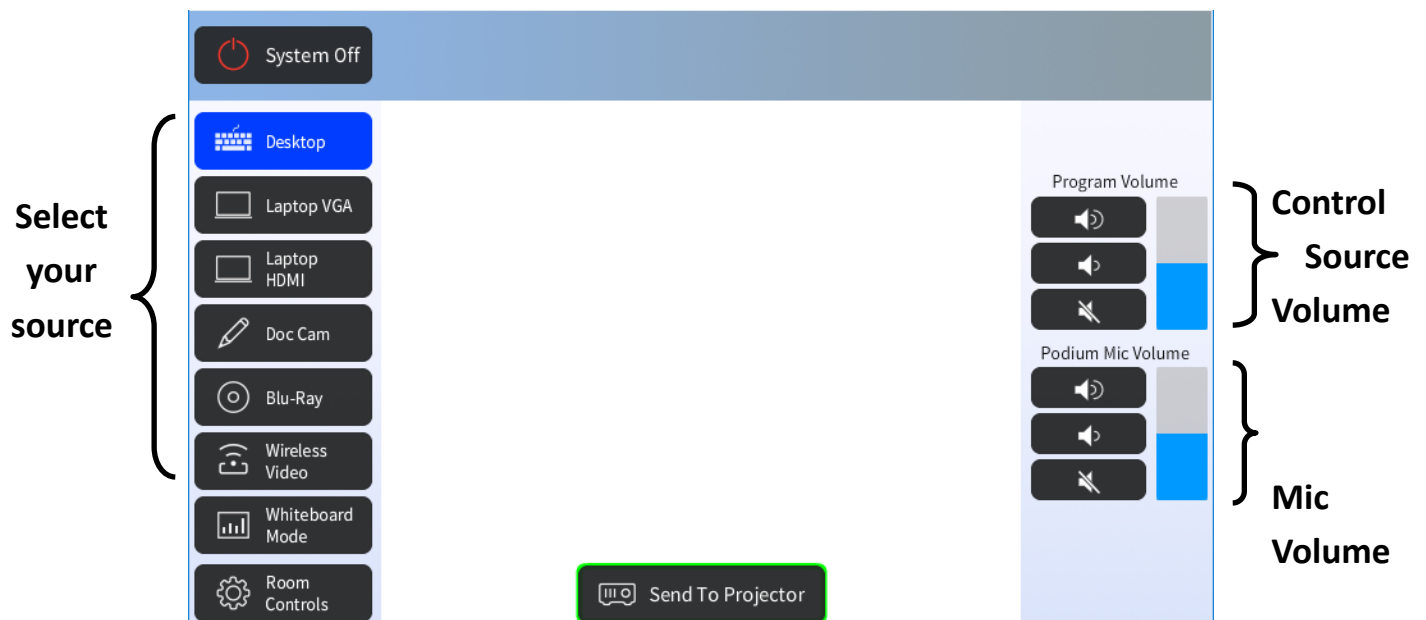 System Off
Select
your
source
Desktop
Laptop VGA
Laptop
HDMI
Doc Cam
Blu-Ray
Wireless
Video
Whiteboard
Mode
Room
Controls
Send To Projector
Program Volume
Podium Mic Volume
Control
Source
Volume
Mic
Volume